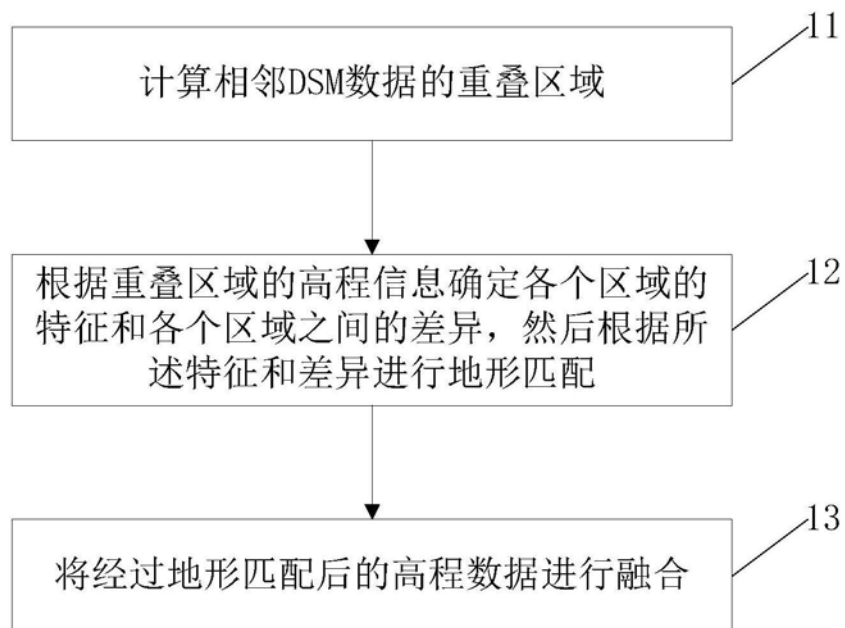 11
计算相邻DSM数据的重叠区域
根据重叠区域的高程信息确定各个区域的
12
特征和各个区域之间的差异，然后根据所
述特征和差异进行地形匹配
13
将经过地形匹配后的高程数据进行融合